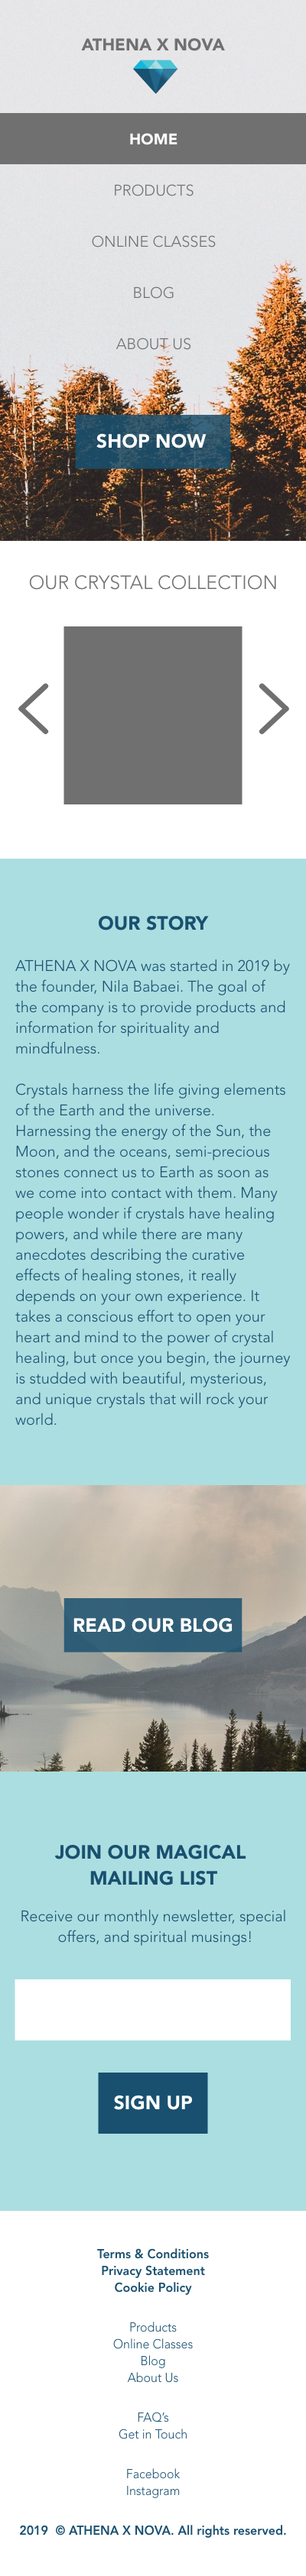 ATHENA X NOVA
HOME
PRODUCTS
ONLINE CLASSES
BLOG
ABOUT US
SHOP NOW
OUR CRYSTAL COLLECTION
OUR STORY
ATHENA X NOVA was started in 2019 by
the founder, Nila Babaei. The goal of
the company is to provide products and
information for spirituality and
mindfulness.
Crystals harness the life giving elements
of the Earth and the universe.
Harnessing the energy of the Sun, the
Moon, and the oceans, semi-precious
stones connect us to Earth as soon as
we come into contact with them. Many
people wonder if crystals have healing
powers, and while there are many
anecdotes describing the curative
effects of healing stones, it really
depends on your own experience. It
takes a conscious effort to open your
heart and mind to the power of crystal
healing, but once you begin, the journey
is studded with beautiful, mysterious,
and unique crystals that will rock your
world.
READ OUR BLOG
JOIN OUR MAGICAL
MAILING LIST
Receive our monthly newsletter, special
offers, and spiritual musings!
SIGN UP
Terms & Conditions
Privacy Statement
Cookie Policy
Products
Online Classes
Blog
About Us
FAQ's
Get in Touch
Facebook
Instagram
2019 © ATHENA X NOVA. All rights reserved.